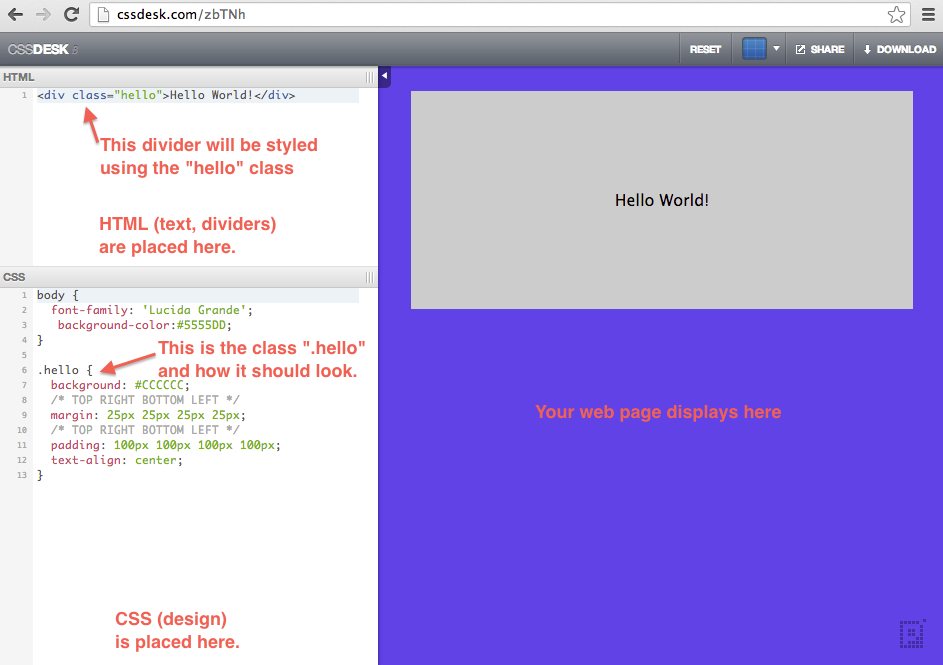 cssdesk.com/zbTNh
CSSDESK
RESET
SHARE
DOWNLOAD
HTML
1 <div class="hello">Hello World!</div>
This divider will be styled
using the "hello" class
HTML (text, dividers)
are placed here.
CSS
1 body {
2 font-family: 'Lucida Grande';
3 background-color:#5555DD;
4 }
5
6 .hello {
This is the class ".hello"
and how it should look.
7 background: #CCCCCC;
8 /* TOP RIGHT BOTTOM LEFT */
9 margin: 25px 25px 25px 25px;
10 /* TOP RIGHT BOTTOM LEFT */
11 padding: 100px 100px 100px 100px;
12 text-align: center;
13 }
CSS (design)
is placed here.
Hello World!
Your web page displays here